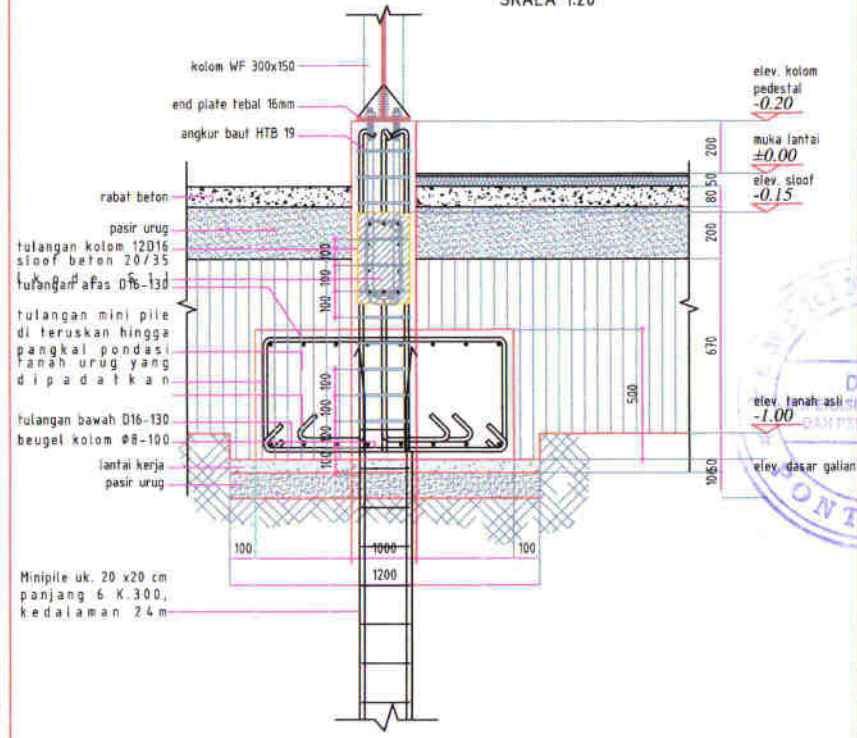 SKALA 1:20
kolom WF 300x150
end plate tebal 16mm
angkur baut HTB 19
rabat beton
pasir urug
tulangan kolom 12D16
sloof beton 20/35
tulangan atas D16-130
tulangan mini pile
di teruskan hingga
pangkal pondasi
tanah urug yang
dipadatkan
tulangan bawah D16-130
beugel kolom Ø8-100
lantai kerja
pasir urug
Minipile uk. 20 x20 cm
panjang 6 K.300,
kedalaman 24m
100
100
100
100
100
100
100
500
100
1000
100
1200
200
50
80
200
670
50
100
elev. kolom
pedestal
-0.20
muka lantai
±0.00
elev. sloof
-0.15
elev. tanah asli
-1.00
elev. dasar galian
PONT